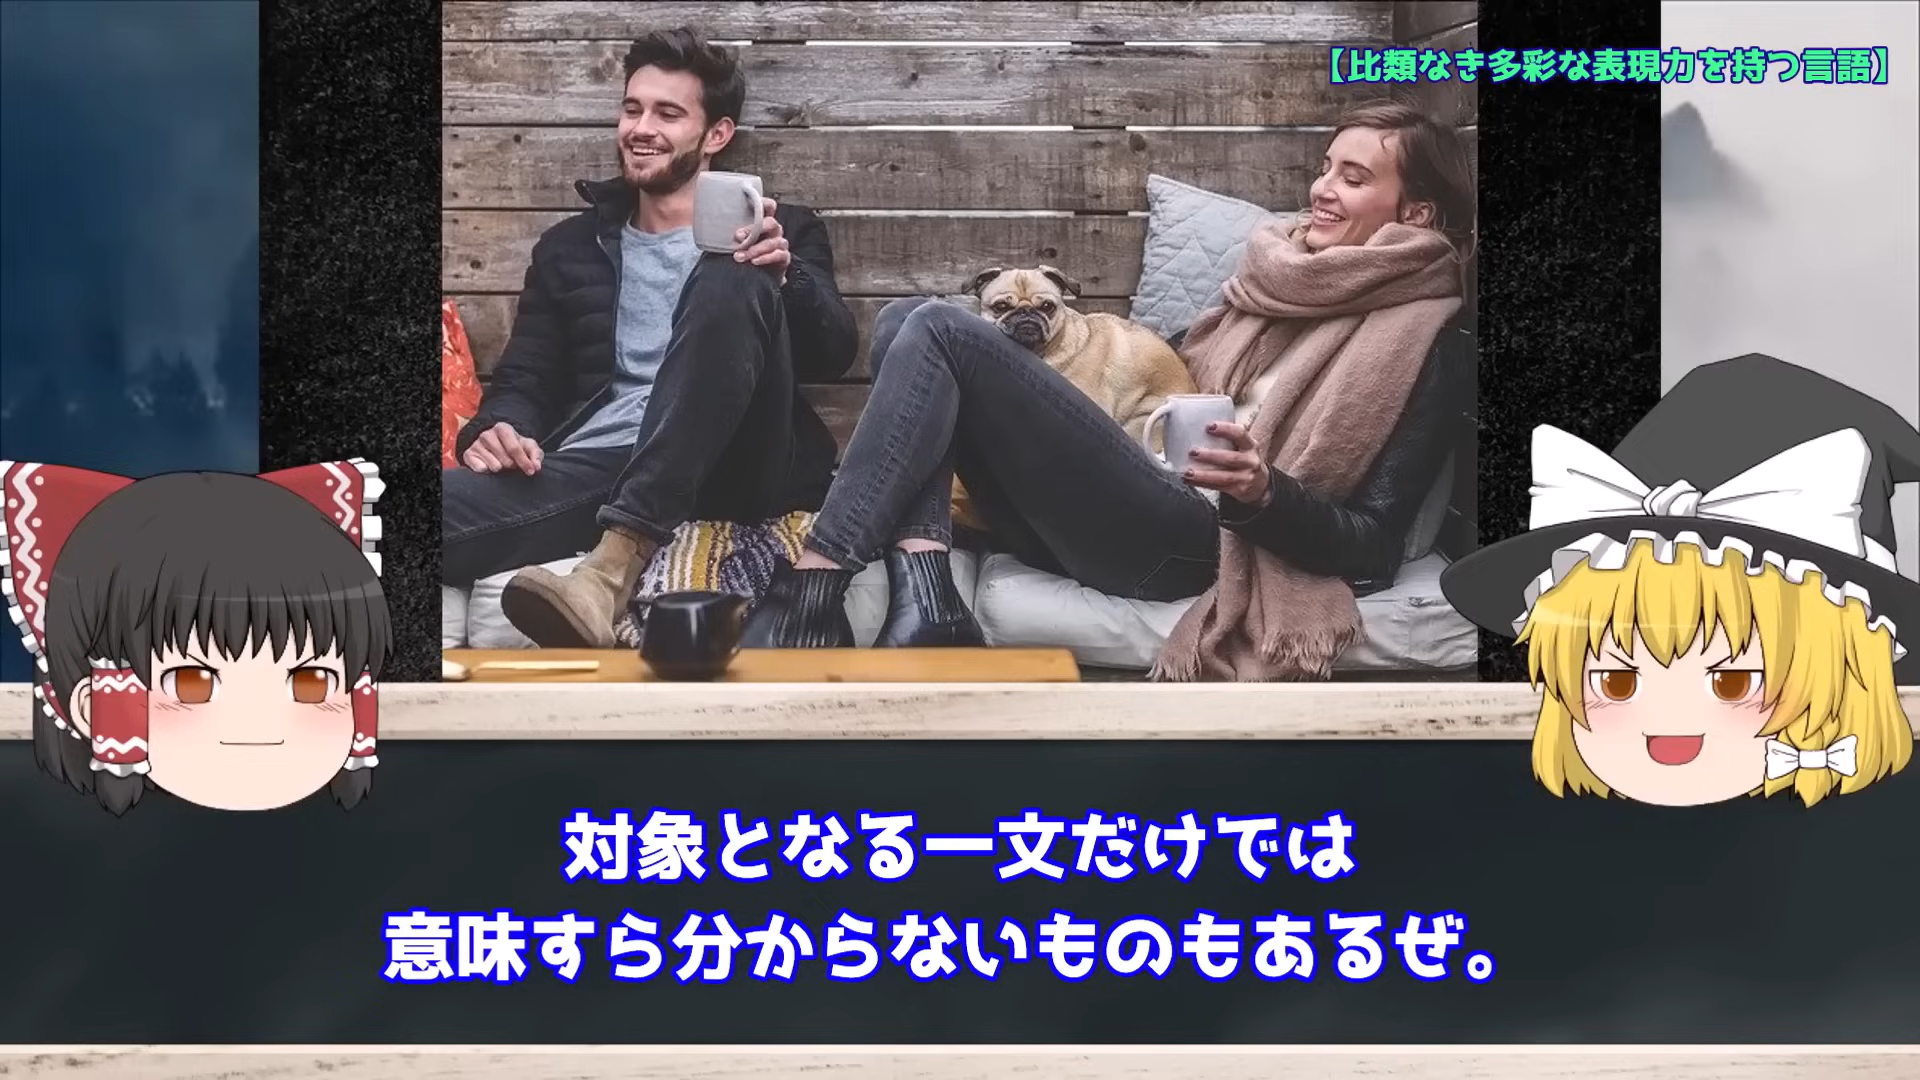 【比類なき多彩な表現力を持つ言語】
対象となる一文だけでは
意味すら分からないものもあるぜ。